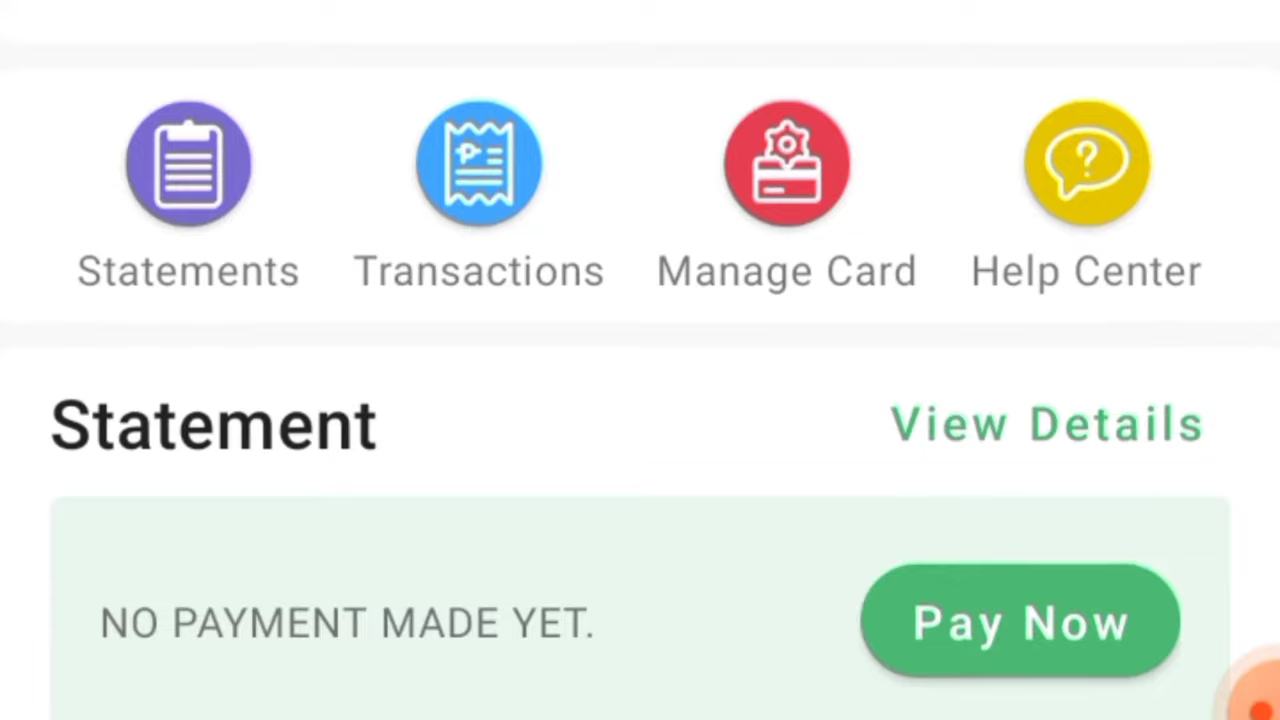 Statements Transactions Manage Card Help Center
Statement View Details
NO PAYMENT MADE YET. Pay Now